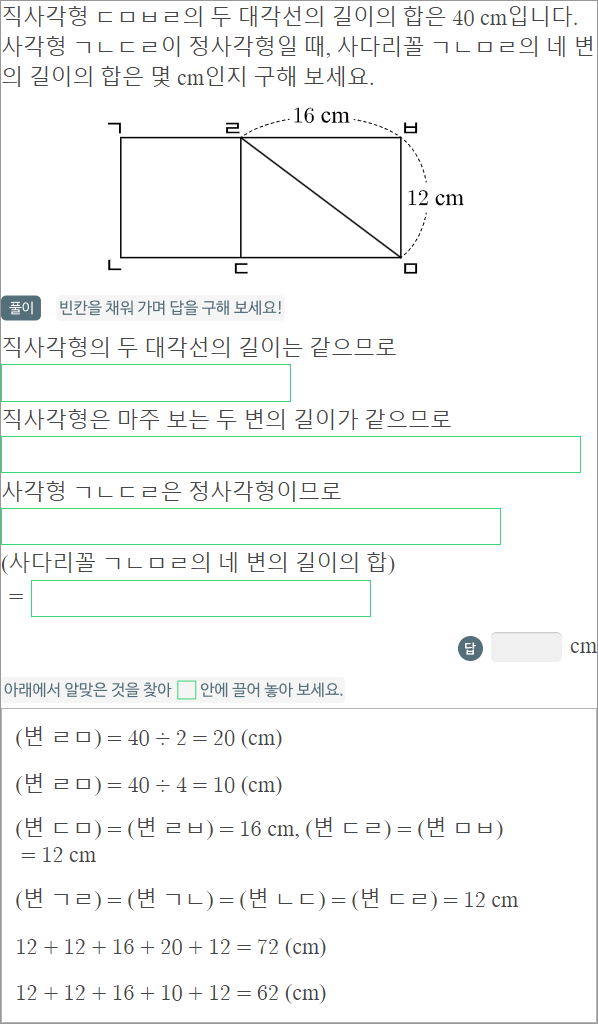 직사각형 ㄷㅁㅂㄹ의 두 대각선의 길이의 합은 40 cm입니다.
사각형 ㄱㄴㄷㄹ이 정사각형일 때, 사다리꼴 ㄱㄴㅁㄹ의 네 변
의 길이의 합은 몇 cm인지 구해 보세요.
16 cm
ㄱ ㄹ ㅂ
12 cm
ㄴ ㄷ ㅁ
풀이 빈칸을 채워 가며 답을 구해 보세요!
직사각형의 두 대각선의 길이는 같으므로
직사각형은 마주 보는 두 변의 길이가 같으므로
사각형 ㄱㄴㄷㄹ은 정사각형이므로
(사다리꼴 ㄱㄴㅁㄹ의 네 변의 길이의 합)
=
답 cm
아래에서 알맞은 것을 찾아 □ 안에 끌어 놓아 보세요.
(변 ㄹㅁ) = 40 ÷ 2 = 20 (cm)
(변 ㄹㅁ) = 40 ÷ 4 = 10 (cm)
(변 ㄷㅁ) = (변 ㄹㅂ) = 16 cm, (변 ㄷㄹ) = (변 ㅁㅂ)
= 12 cm
(변 ㄱㄹ) = (변 ㄱㄴ) = (변 ㄴㄷ) = (변 ㄷㄹ) = 12 cm
12 + 12 + 16 + 20 + 12 = 72 (cm)
12 + 12 + 16 + 10 + 12 = 62 (cm)